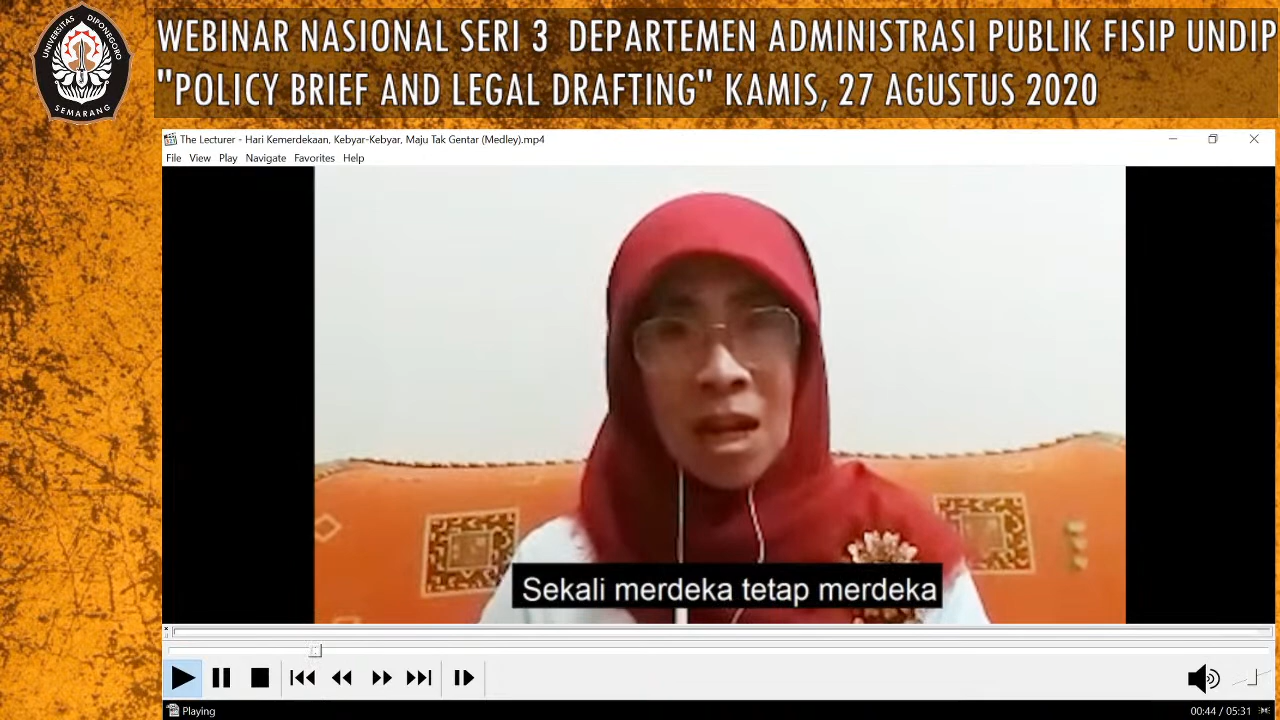 WEBINAR NASIONAL SERI 3 DEPARTEMEN ADMINISTRASI PUBLIK FISIP UNDIP
"POLICY BRIEF AND LEGAL DRAFTING" KAMIS, 27 AGUSTUS 2020
UNIVERSITAS DIPONEGORO
SEMARANG
The Lecturer - Hari Kemerdekaan, Kebyar-Kebyar, Maju Tak Gentar (Medley).mp4
File View Play Navigate Favorites Help
Sekali merdeka tetap merdeka
Playing
00:44 / 05:31